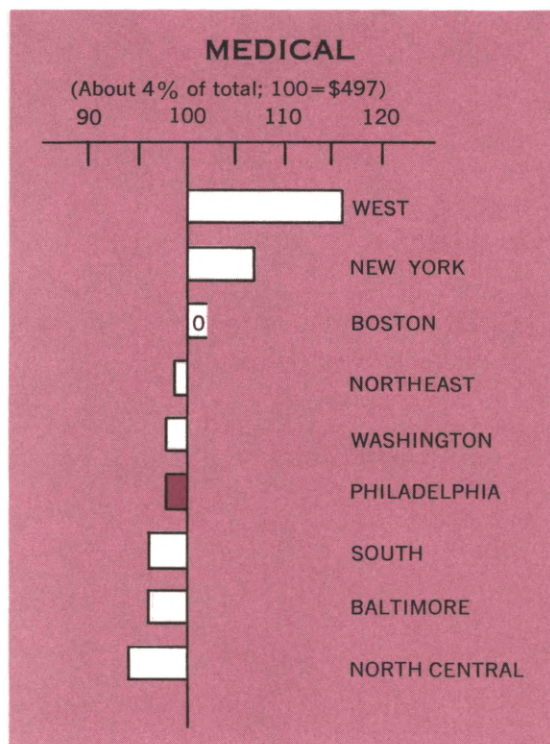 MEDICAL
(About 4% of total; 100=$497)
90 100 110 120
WEST
NEW YORK
0 BOSTON
NORTHEAST
WASHINGTON
PHILADELPHIA
SOUTH
BALTIMORE
NORTH CENTRAL